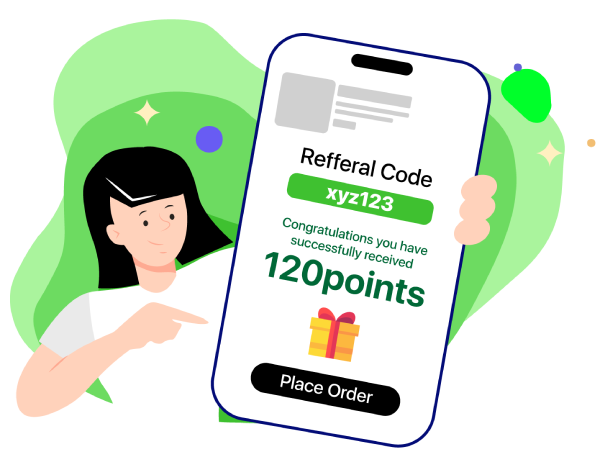 Refferal Code
xyz123
Congratulations you have
successfully received
120points
Place Order